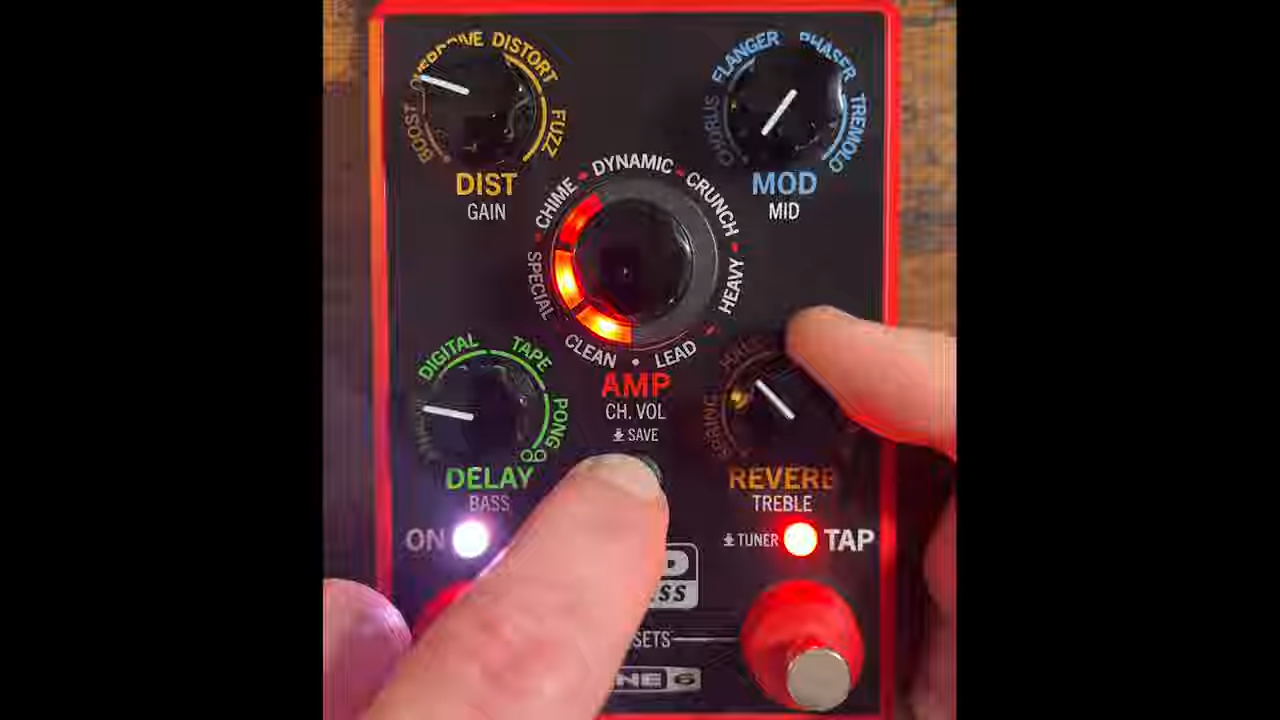 OVERDRIVE DISTORT
BOOST FUZZ
DIST
GAIN
FLANGER PHASER
CHORUS TREMOLO
MOD
MID
CHIME DYNAMIC CRUNCH
SPECIAL HEAVY
CLEAN LEAD
AMP
CH. VOL
SAVE
DIGITAL TAPE
PONG
DELAY
BASS
SPRING
REVERB
TREBLE
ON
TUNER TAP